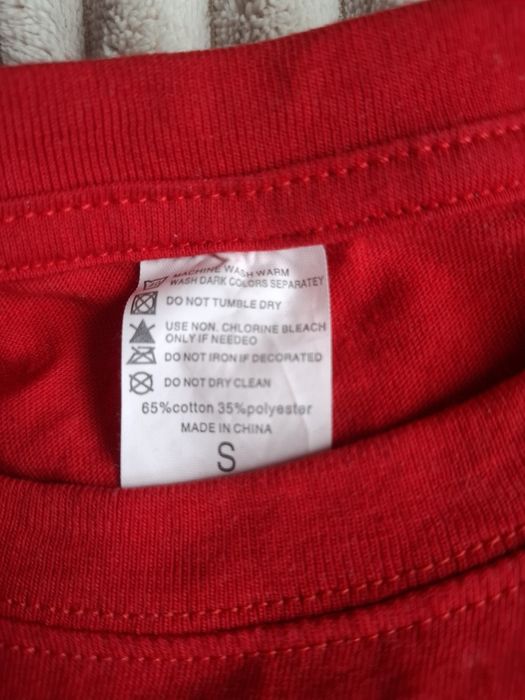 MACHINE WASH WARM
WASH DARK COLORS SEPARATEY
DO NOT TUMBLE DRY
USE NON. CHLORINE BLEACH
ONLY IF NEEDEO
DO NOT IRON IF DECORATED
DO NOT DRY CLEAN
65%cotton 35%polyester
MADE IN CHINA
S